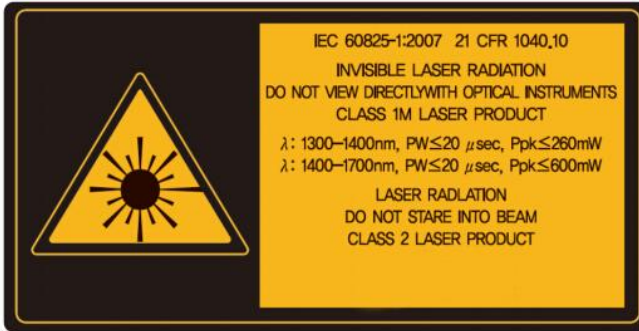 IEC 60825-1:2007 21 CFR 1040.10
INVISIBLE LASER RADIATION
DO NOT VIEW DIRECTLYWITH OPTICAL INSTRUMENTS
CLASS 1M LASER PRODUCT
λ: 1300-1400nm, PW≤20 μsec, Ppk≤260mW
λ: 1400-1700nm, PW≤20 μsec, Ppk≤600mW
LASER RADLATION
DO NOT STARE INTO BEAM
CLASS 2 LASER PRODUCT